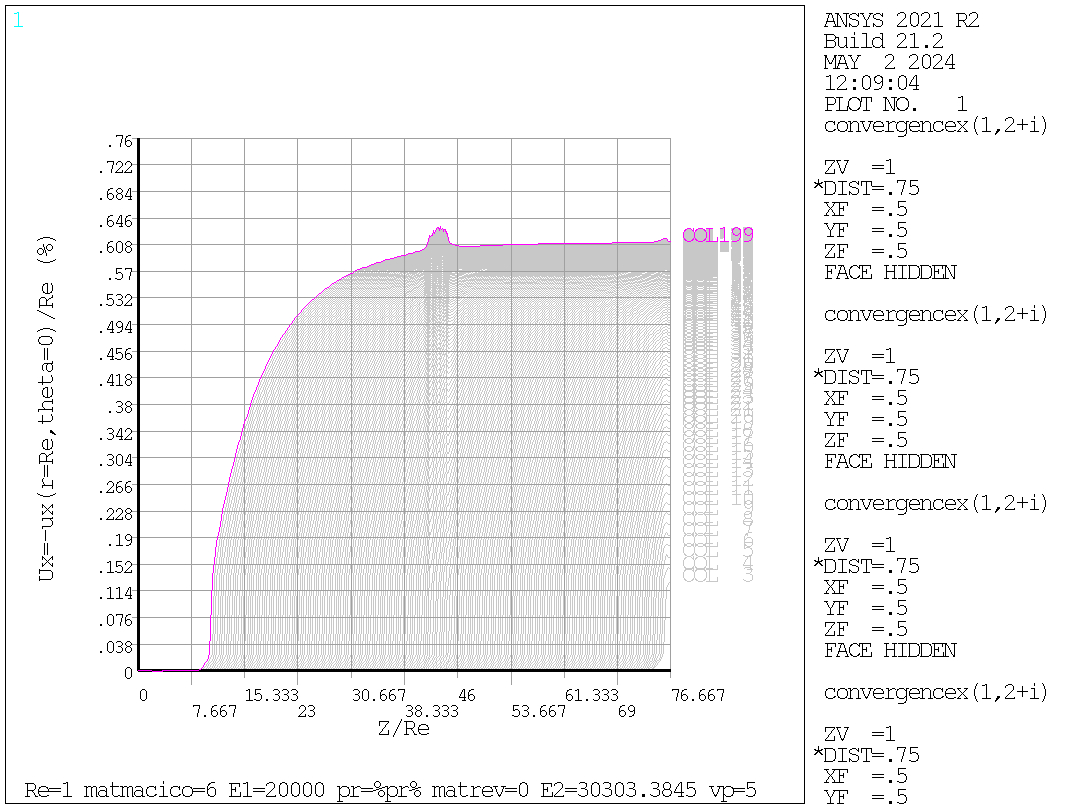 1
ANSYS 2021 R2
Build 21.2
MAY 2 2024
12:09:04
PLOT NO. 1
convergencex(1,2+i)
ZV =1
*DIST=.75
XF =.5
YF =.5
ZF =.5
FACE HIDDEN
convergencex(1,2+i)
ZV =1
*DIST=.75
XF =.5
YF =.5
ZF =.5
FACE HIDDEN
convergencex(1,2+i)
ZV =1
*DIST=.75
XF =.5
YF =.5
ZF =.5
FACE HIDDEN
convergencex(1,2+i)
ZV =1
*DIST=.75
XF =.5
YF =.5
Ux=-ux(r=Re,theta=0)/Re (%)
.76
.722
.684
.646
.608
.57
.532
.494
.456
.418
.38
.342
.304
.266
.228
.19
.152
.114
.076
.038
0
COL199
COL 4
COL 3
0
7.667
15.333
23
30.667
38.333
46
53.667
61.333
69
76.667
Z/Re
Re=1 matmacico=6 E1=20000 pr=%pr% matrev=0 E2=30303.3845 vp=5